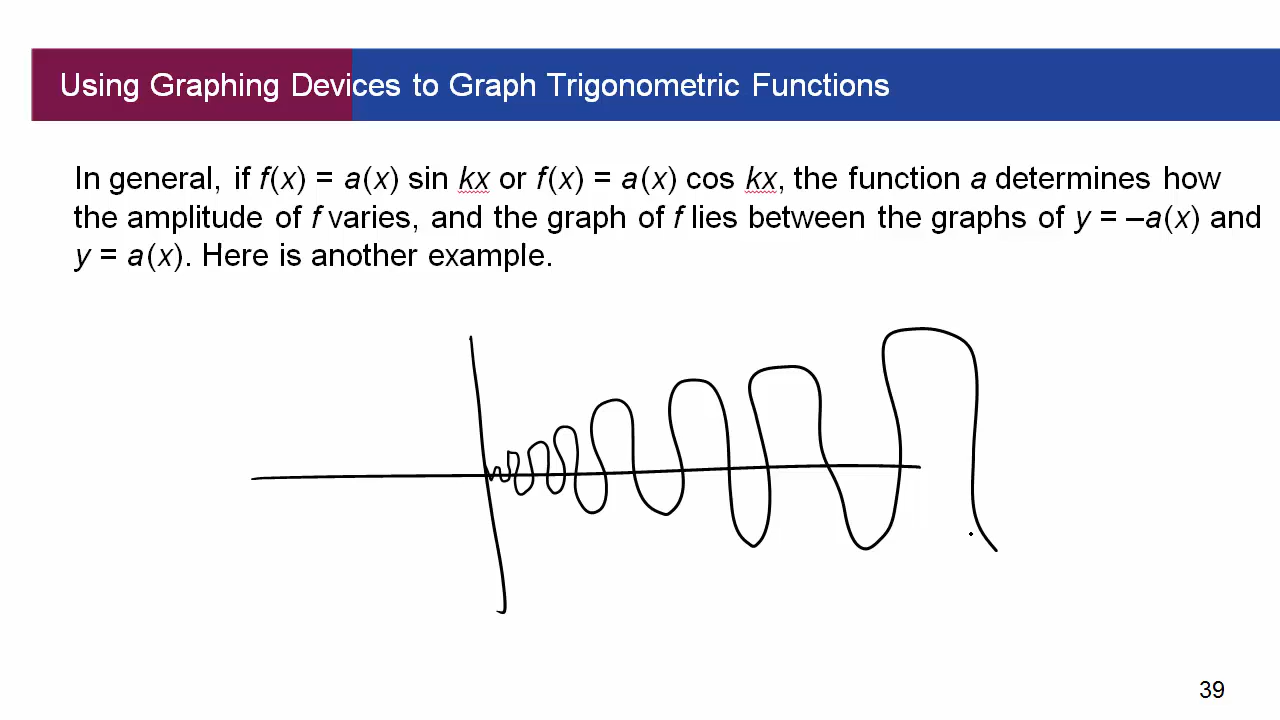 Using Graphing Devices to Graph Trigonometric Functions
In general, if f(x) = a(x) sin kx or f(x) = a(x) cos kx, the function a determines how
the amplitude of f varies, and the graph of f lies between the graphs of y = –a(x) and
y = a(x). Here is another example.
39